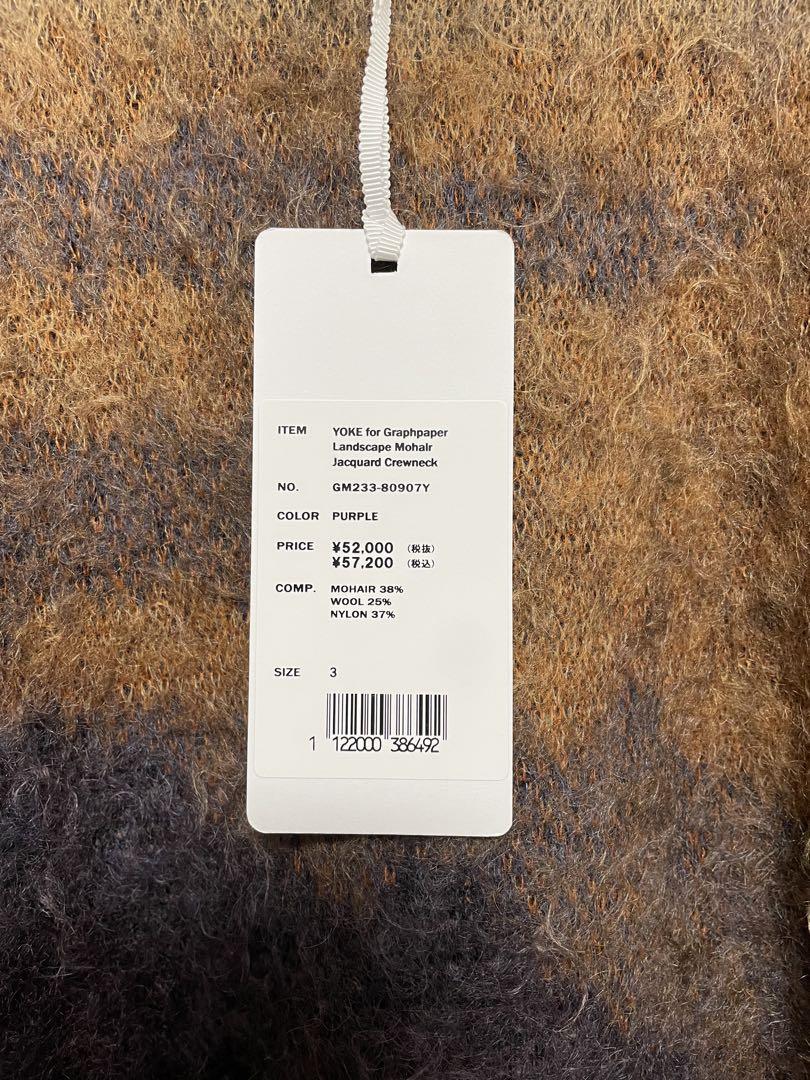 ITEM YOKE for Graphpaper
Landscape Mohair
Jacquard Crewneck
NO. GM233-80907Y
COLOR PURPLE
PRICE ¥52,000 (税抜)
¥57,200 (税込)
COMP. MOHAIR 38%
WOOL 25%
NYLON 37%
SIZE 3
1 122000 386492